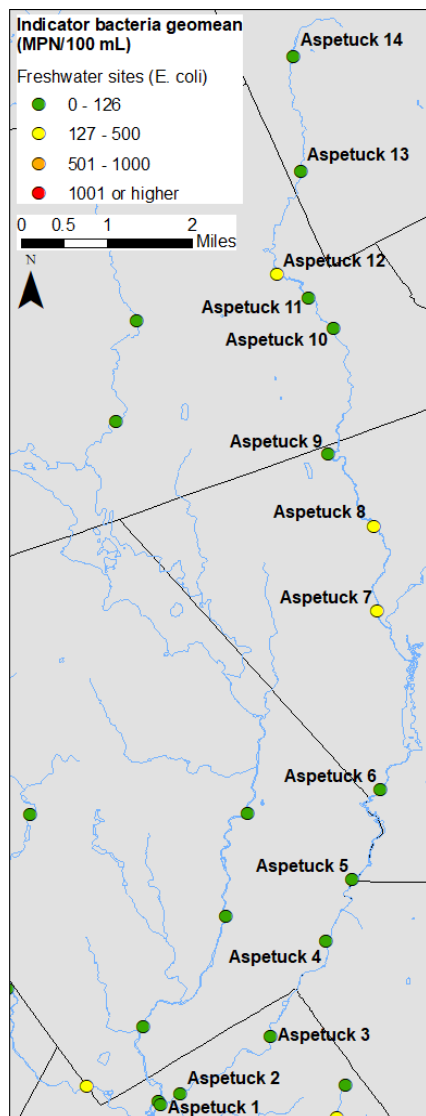 Indicator bacteria geomean
(MPN/100 mL)
Freshwater sites (E. coli)
0 - 126
127 - 500
501 - 1000
1001 or higher
0 0.5 1 2
Miles
N
Aspetuck 14
Aspetuck 13
Aspetuck 12
Aspetuck 11
Aspetuck 10
Aspetuck 9
Aspetuck 8
Aspetuck 7
Aspetuck 6
Aspetuck 5
Aspetuck 4
Aspetuck 3
Aspetuck 2
Aspetuck 1